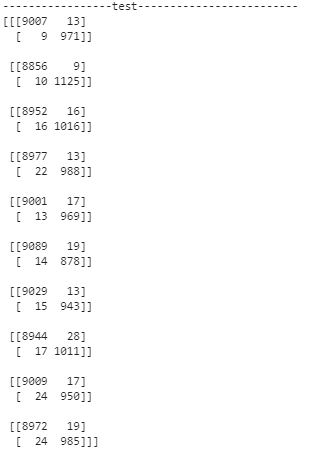 -----------------test-------------------------
[[[9007   13]
  [   9  971]]

 [[8856    9]
  [  10 1125]]

 [[8952   16]
  [  16 1016]]

 [[8977   13]
  [  22  988]]

 [[9001   17]
  [  13  969]]

 [[9089   19]
  [  14  878]]

 [[9029   13]
  [  15  943]]

 [[8944   28]
  [  17 1011]]

 [[9009   17]
  [  24  950]]

 [[8972   19]
  [  24  985]]]